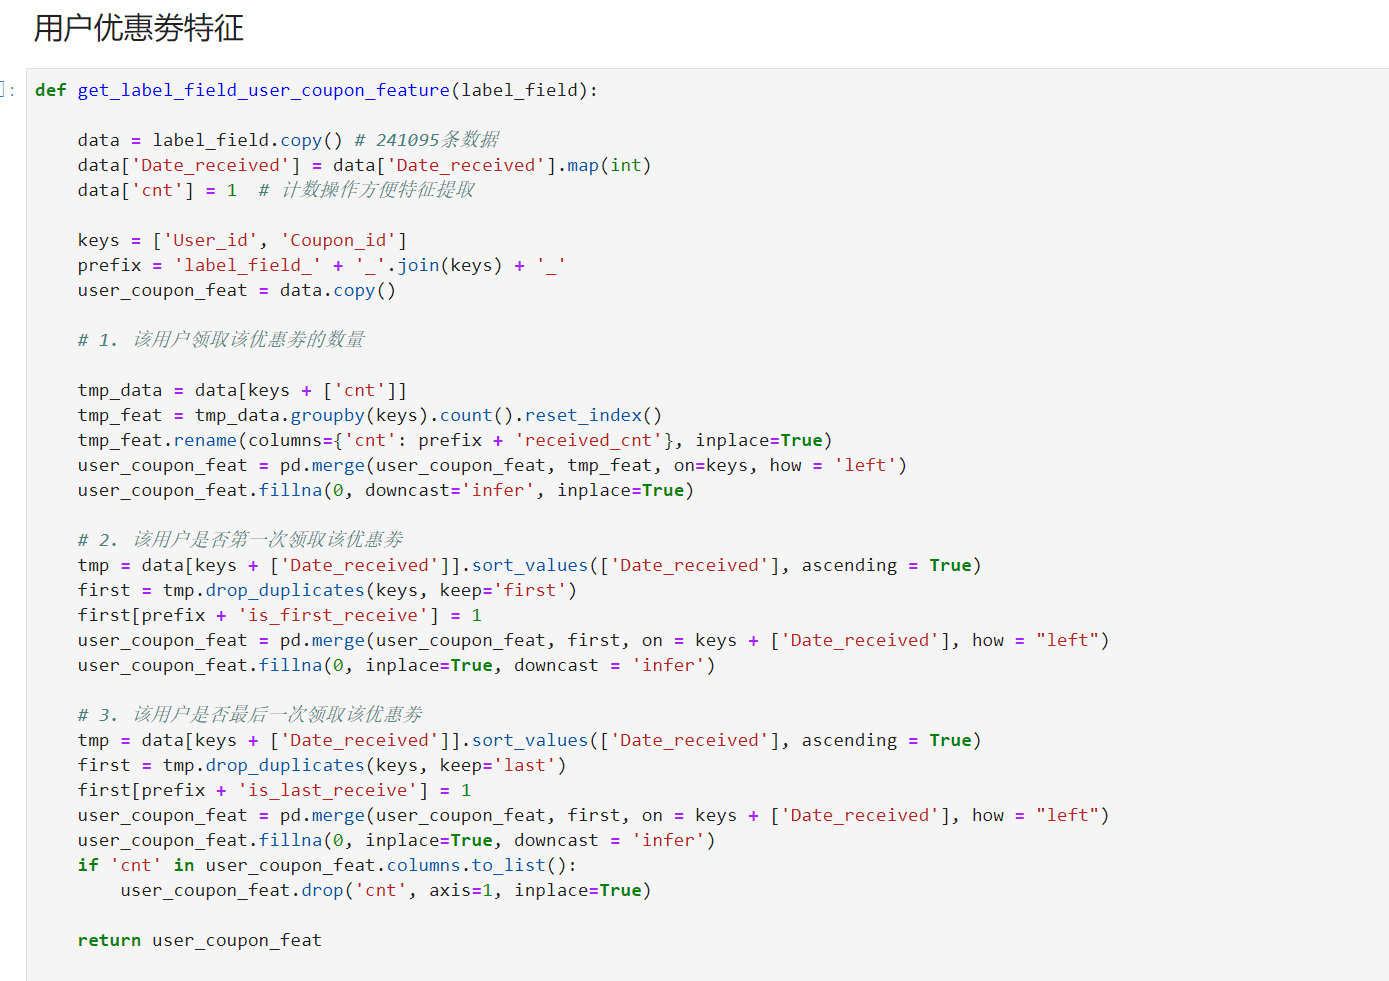 用户优惠券特征
]:
def get_label_field_user_coupon_feature(label_field):
    data = label_field.copy() # 241095条数据
    data['Date_received'] = data['Date_received'].map(int)
    data['cnt'] = 1  # 计数操作方便特征提取
    keys = ['User_id', 'Coupon_id']
    prefix = 'label_field_' + '_'.join(keys) + '_'
    user_coupon_feat = data.copy()
    # 1. 该用户领取该优惠券的数量
    tmp_data = data[keys + ['cnt']]
    tmp_feat = tmp_data.groupby(keys).count().reset_index()
    tmp_feat.rename(columns={'cnt': prefix + 'received_cnt'}, inplace=True)
    user_coupon_feat = pd.merge(user_coupon_feat, tmp_feat, on=keys, how = 'left')
    user_coupon_feat.fillna(0, downcast='infer', inplace=True)
    # 2. 该用户是否第一次领取该优惠券
    tmp = data[keys + ['Date_received']].sort_values(['Date_received'], ascending = True)
    first = tmp.drop_duplicates(keys, keep='first')
    first[prefix + 'is_first_receive'] = 1
    user_coupon_feat = pd.merge(user_coupon_feat, first, on = keys + ['Date_received'], how = "left")
    user_coupon_feat.fillna(0, inplace=True, downcast = 'infer')
    # 3. 该用户是否最后一次领取该优惠券
    tmp = data[keys + ['Date_received']].sort_values(['Date_received'], ascending = True)
    first = tmp.drop_duplicates(keys, keep='last')
    first[prefix + 'is_last_receive'] = 1
    user_coupon_feat = pd.merge(user_coupon_feat, first, on = keys + ['Date_received'], how = "left")
    user_coupon_feat.fillna(0, inplace=True, downcast = 'infer')
    if 'cnt' in user_coupon_feat.columns.to_list():
        user_coupon_feat.drop('cnt', axis=1, inplace=True)
    return user_coupon_feat